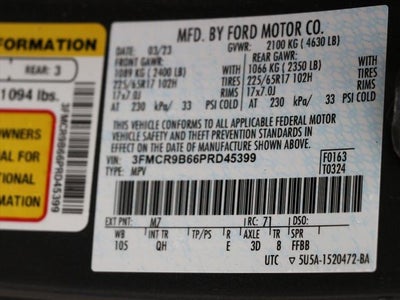 FORMATION
REAR: 3
1094 lbs.
OWNERS
UAL FOR
TIONAL
RMATION
3FMCR9B66PRD45399
MFD. BY FORD MOTOR CO.
DATE: 03/23 GVWR: 2100 KG ( 4630 LB)
FRONT GAWR: REAR GAWR:
1089 KG ( 2400 LB) WITH 1066 KG ( 2350 LB) WITH
225/65R17 102H TIRES 225/65R17 102H TIRES
17x7.0J RIMS 17x7.0J RIMS
AT 230 kPa/ 33 PSI COLD AT 230 kPa/ 33 PSI COLD
THIS VEHICLE CONFORMS TO ALL APPLICABLE FEDERAL MOTOR
VEHICLE SAFETY AND THEFT PREVENTION STANDARDS IN
EFFECT ON THE DATE OF MANUFACTURE SHOWN ABOVE.
VIN: 3FMCR9B66PRD45399 F0163
TYPE: MPV T0324
EXT PNT: M7 RC: 71
WB INT TR TP/PS R AXLE TR SPR
105 QH E 3D 8 FFBB
UTC 5U5A-1520472-BA